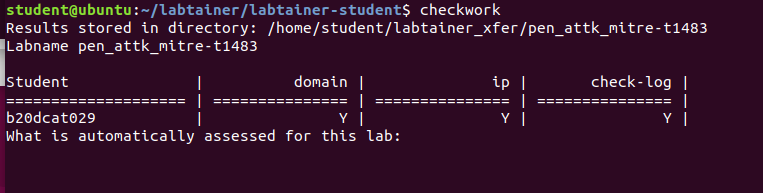 student@ubuntu:~/labtainer/labtainer-student$ checkwork
Results stored in directory: /home/student/labtainer_xfer/pen_attk_mitre-t1483
Labname pen_attk_mitre-t1483
Student | domain | ip | check-log |
==================== | =============== | =============== | =============== |
b20dcat029 | Y | Y | Y |
What is automatically assessed for this lab: